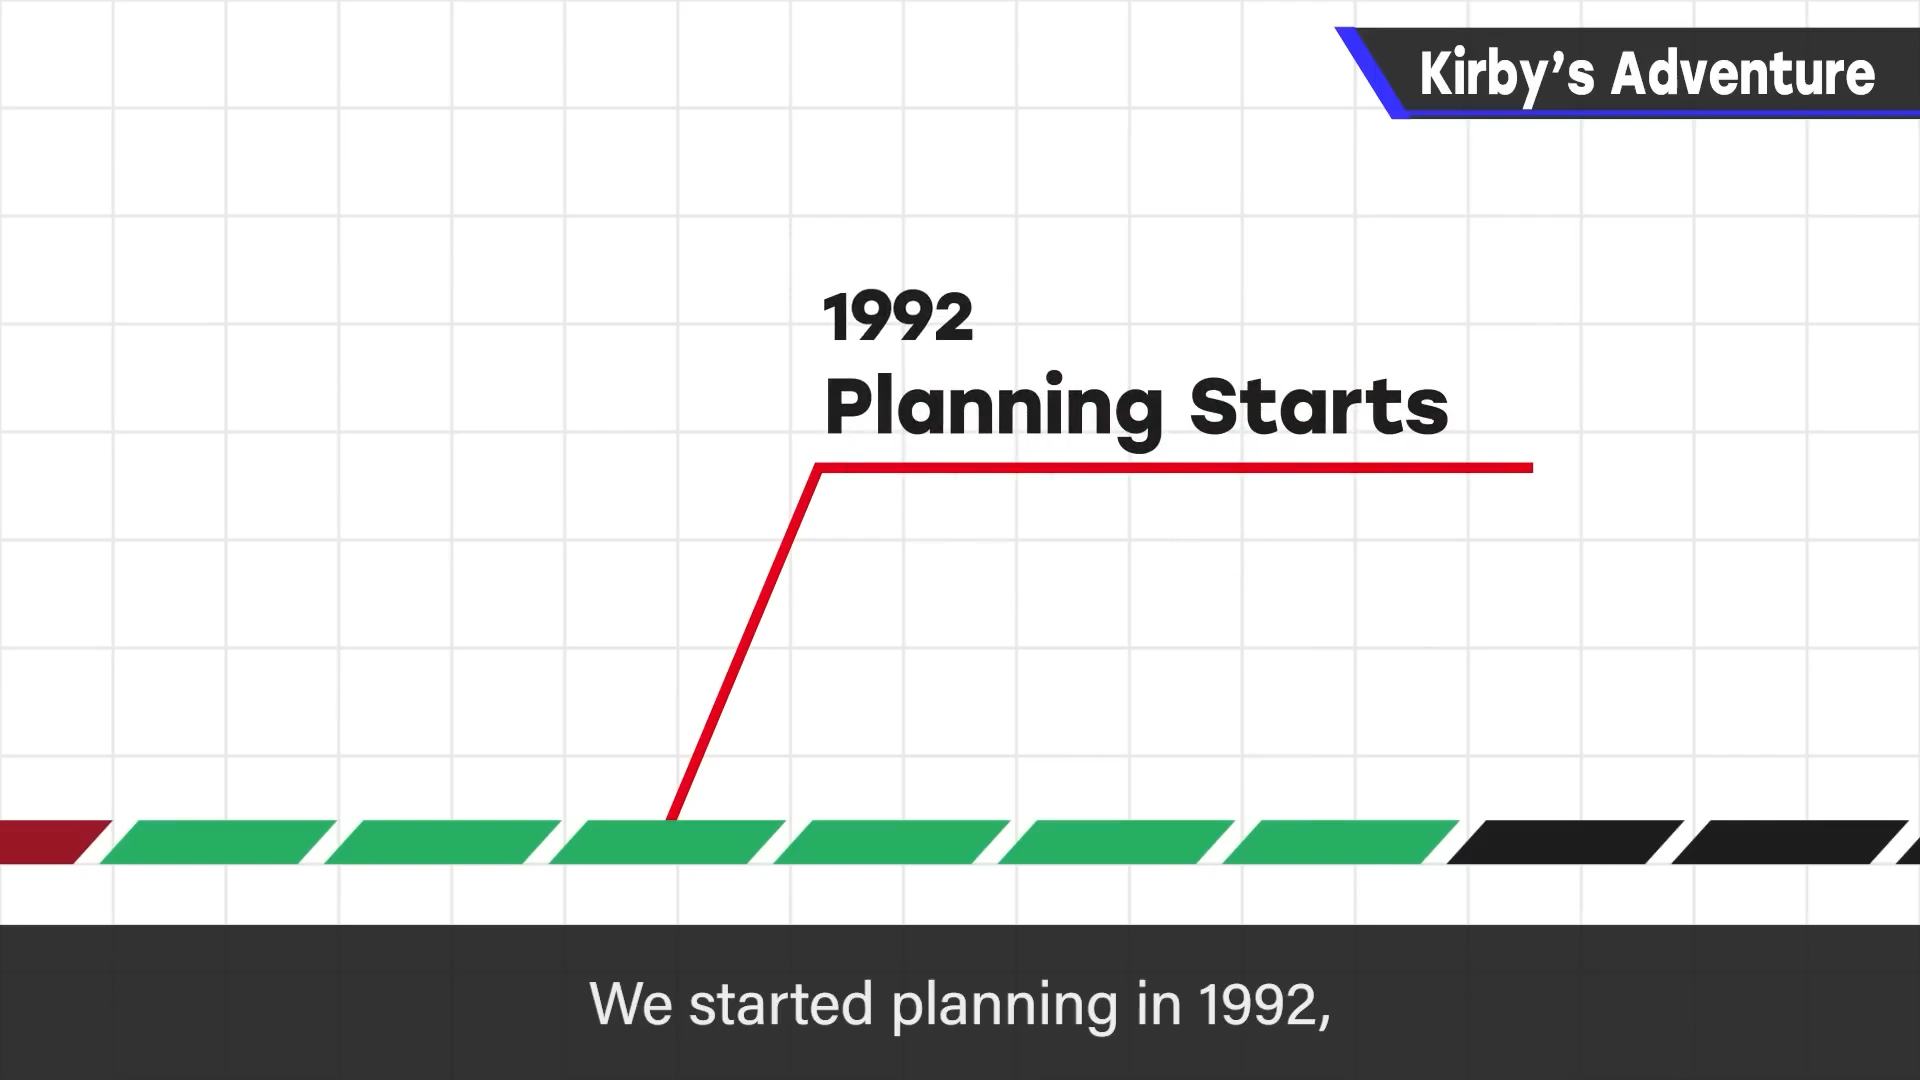 Kirby's Adventure
1992
Planning Starts
We started planning in 1992,